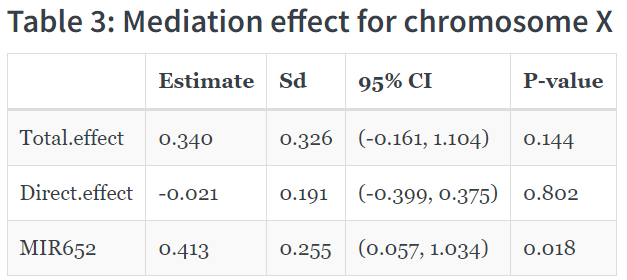 Table 3: Mediation effect for chromosome X
Estimate Sd 95% CI P-value
Total.effect 0.340 0.326 (-0.161, 1.104) 0.144
Direct.effect -0.021 0.191 (-0.399, 0.375) 0.802
MIR652 0.413 0.255 (0.057, 1.034) 0.018